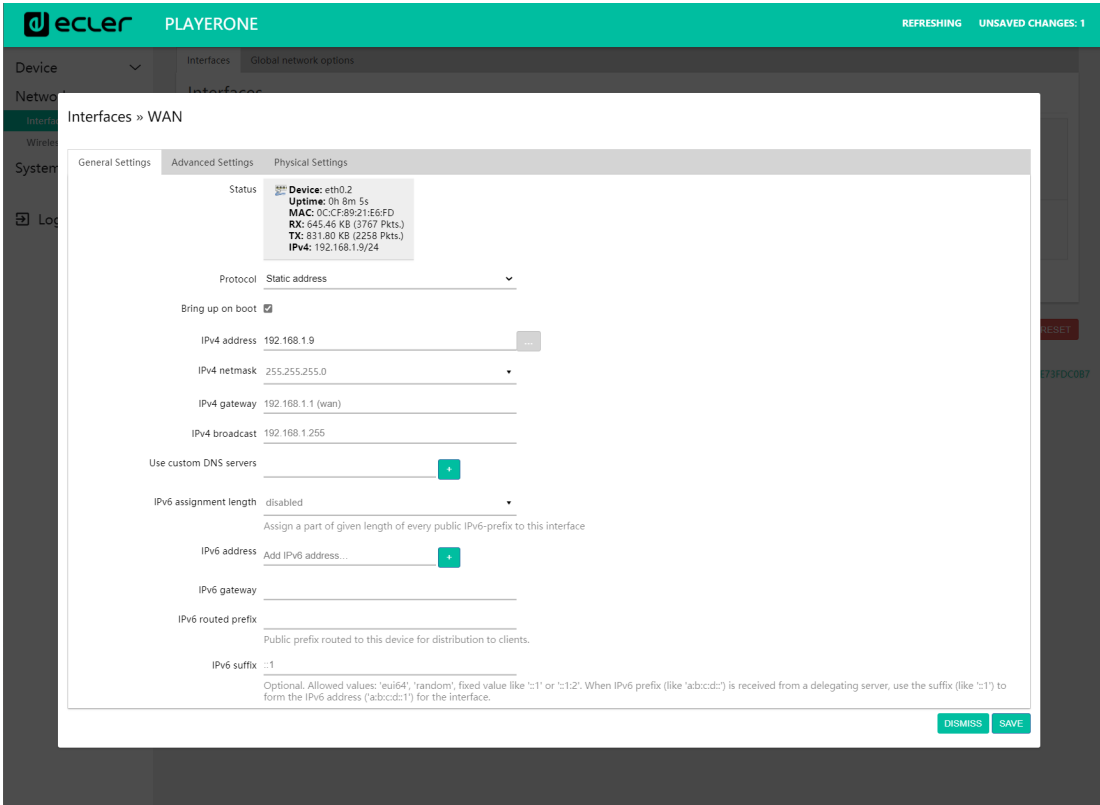 ecler PLAYERONE REFRESHING UNSAVED CHANGES: 1
Device
Interfaces Global network options
Interfaces
Interfaces » WAN
General Settings Advanced Settings Physical Settings
Status
Device: eth0.2
Uptime: 0h 8m 5s
MAC: 0C:CF:89:21:E6:FD
RX: 645.46 KB (3767 Pkts.)
TX: 831.80 KB (2258 Pkts.)
IPv4: 192.168.1.9/24
Protocol Static address
Bring up on boot
IPv4 address 192.168.1.9 ...
IPv4 netmask 255.255.255.0
IPv4 gateway 192.168.1.1 (wan)
IPv4 broadcast 192.168.1.255
Use custom DNS servers +
IPv6 assignment length disabled
Assign a part of given length of every public IPv6-prefix to this interface
IPv6 address Add IPv6 address... +
IPv6 gateway
IPv6 routed prefix
Public prefix routed to this device for distribution to clients.
IPv6 suffix ::1
Optional. Allowed values: 'eui64', 'random', fixed value like '::1' or '::1:2'. When IPv6 prefix (like 'a:b:c:d::') is received from a delegating server, use the suffix (like '::1') to
form the IPv6 address ('a:b:c:d::1') for the interface.
DISMISS SAVE
System
RESET
E73FDC0B7